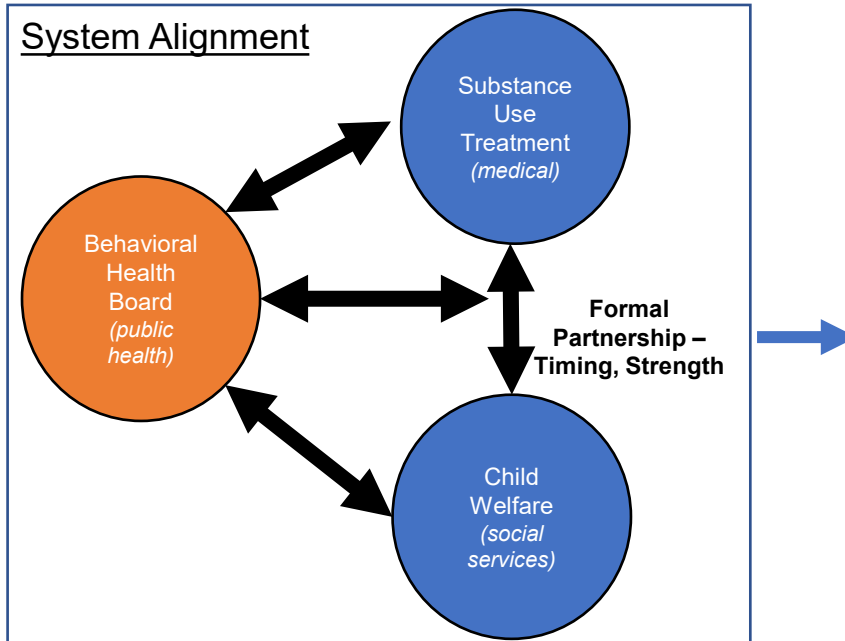 System Alignment
Substance
Use
Treatment
(medical)
Behavioral
Health
Board
(public
health)
Formal
Partnership –
Timing, Strength
Child
Welfare
(social
services)